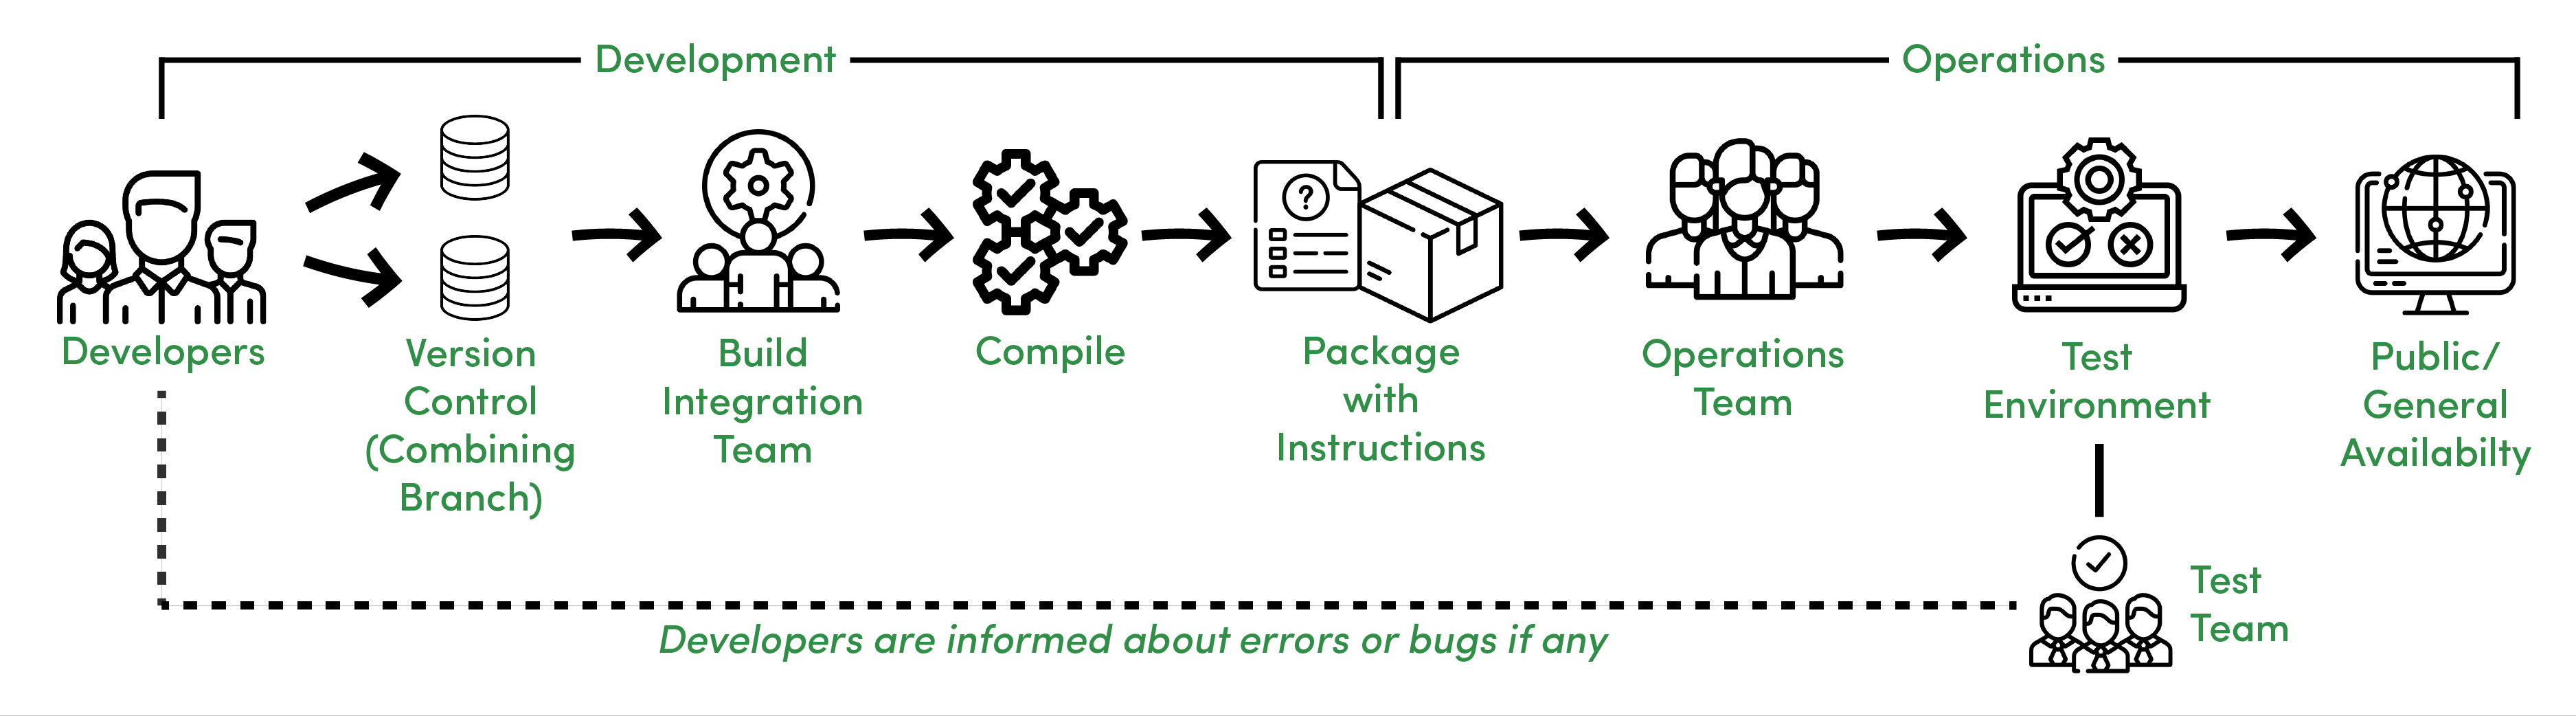 Development
Operations
Developers
Version
Control
(Combining
Branch)
Build
Integration
Team
Compile
Package
with
Instructions
Operations
Team
Test
Environment
Public/
General
Availabilty
Test
Team
Developers are informed about errors or bugs if any